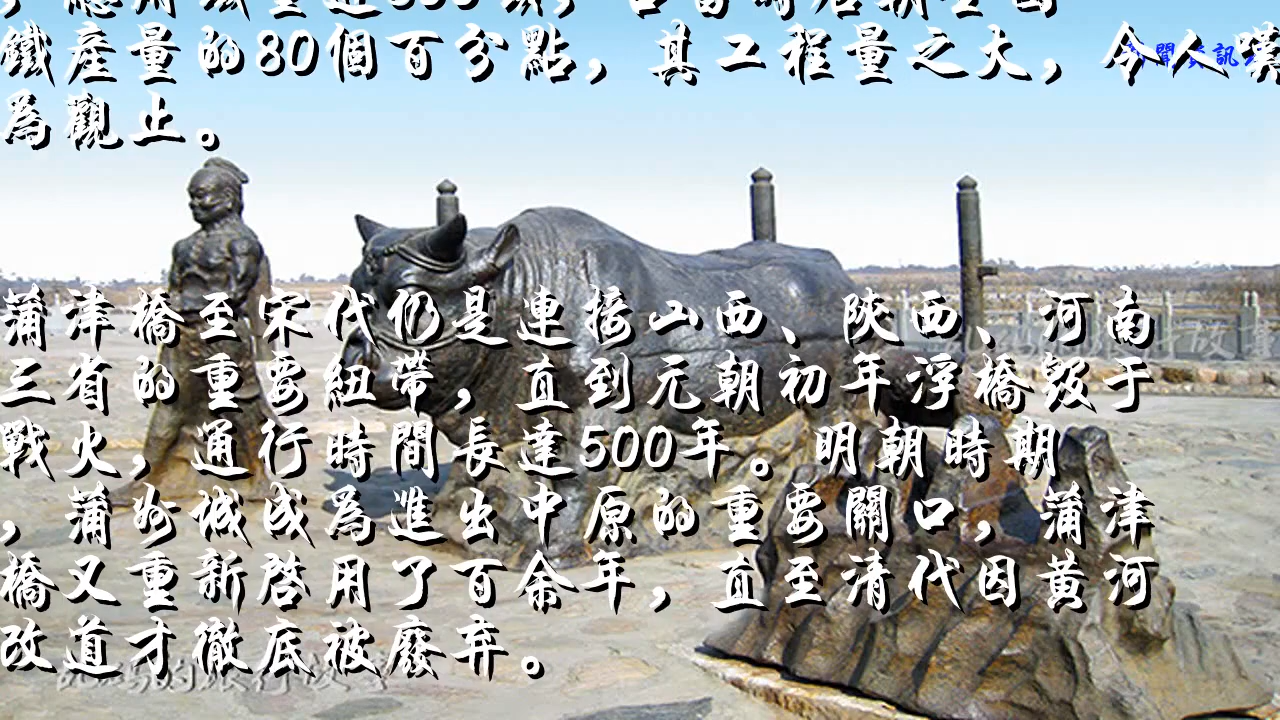 鐵產量的80個百分點，其工程量之大，令人嘆
為觀止。
蒲津橋至宋代仍是連接山西、陝西、河南
三省的重要紐帶，直到元朝初年浮橋毀于
戰火，通行時間長達500年。明朝時期
，蒲州城成為進出中原的重要關口，蒲津
橋又重新啓用了百余年，直至清代因黃河
改道才徹底被廢弃。
的旅行故事